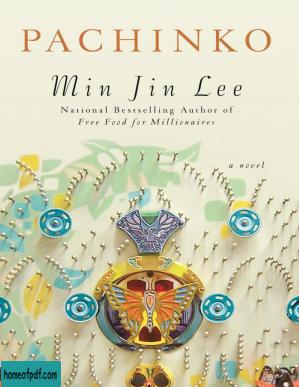 PACHINKO
Min Jin Lee
National Bestselling Author of
Free Food for Millionaires
a novel
homeofpdf.com